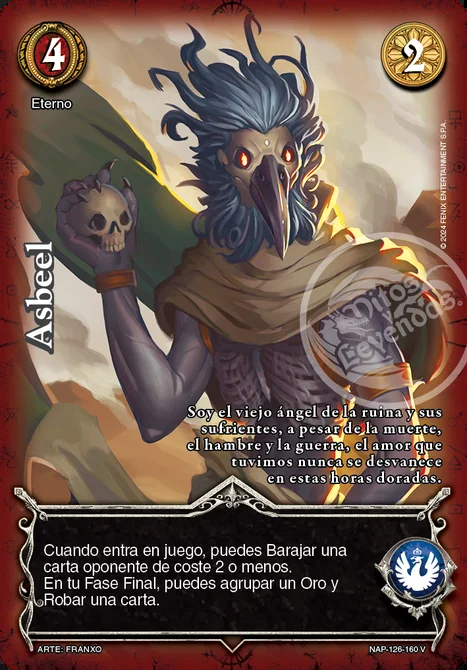 4
2
Eterno
Asbeel
© 2024 FENIX ENTERTAINMENT S.P.A.
Mitos
Leyendas.
Soy el viejo ángel de la ruina y sus
sufrientes, a pesar de la muerte,
el hambre y la guerra, el amor que
tuvimos nunca se desvanece
en estas horas doradas.
Cuando entra en juego, puedes Barajar una
carta oponente de coste 2 o menos.
En tu Fase Final, puedes agrupar un Oro y
Robar una carta.
ARTE: FRANXO
NAP-126-160 V